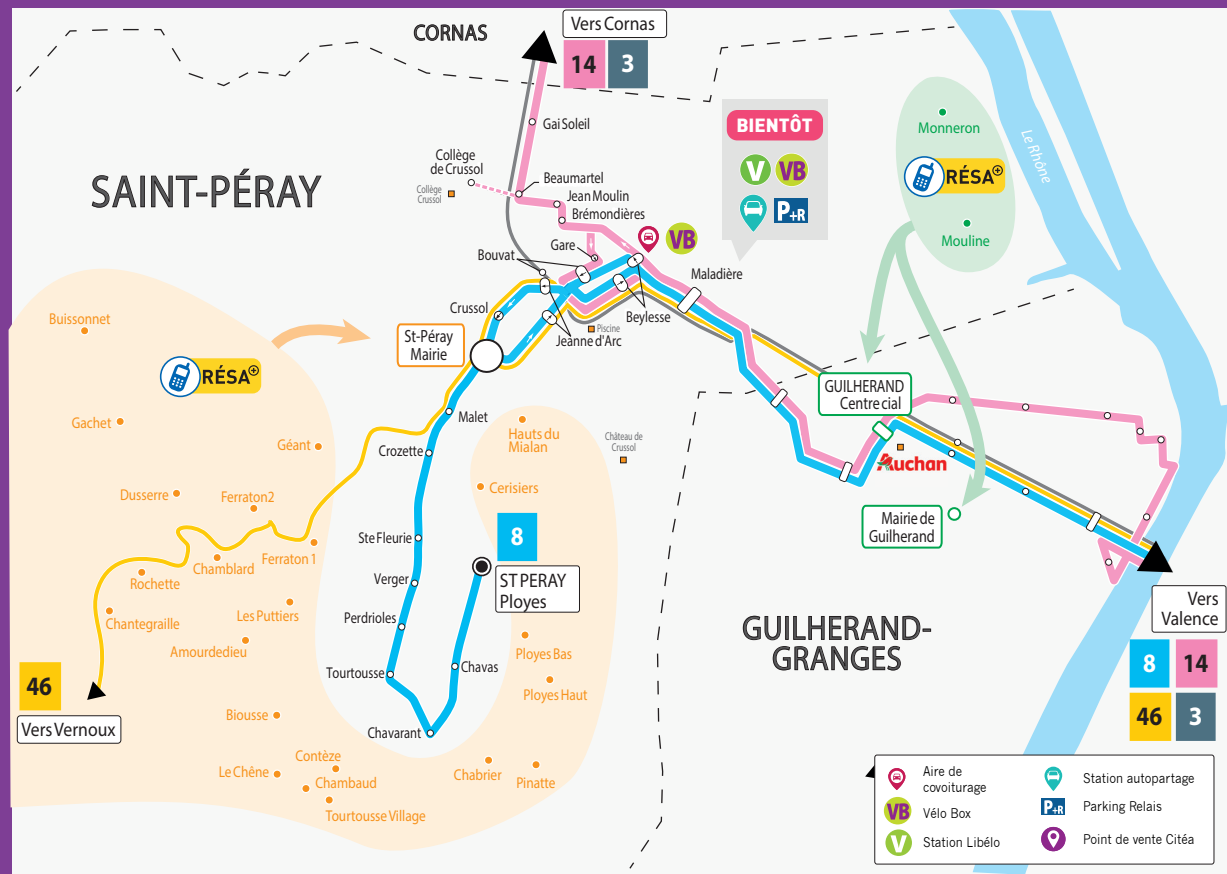 CORNAS
Vers Cornas
14
3
Gai Soleil
Collège
de Crussol
Collège
Crussol
Beaumartel
Jean Moulin
Brémondières
Gare
Bouvat
VB
BIENTÔT
V
VB
P+R
Monneron
RÉSA+
Mouline
Le Rhône
SAINT-PÉRAY
Maladière
Crussol
Beylesse
Piscine
Jeanne d'Arc
St-Péray
Mairie
Buissonnet
RÉSA+
Gachet
Géant
Malet
Crozette
Hauts du
Mialan
Château de
Crussol
Cerisiers
GUILHERAND
Centre cial
Auchan
Mairie de
Guilherand
Dusserre
Ferraton2
Ste Fleurie
8
ST PERAY
Ployes
Ferraton 1
Chamblard
Rochette
Verger
Chantegraille
Les Puttiers
Perdrioles
Amourdedieu
Ployes Bas
Ployes Haut
Tourtousse
Chavas
GUILHERAND-
GRANGES
Vers
Valence
8
14
46
3
46
Vers Vernoux
Biousse
Chavarant
Contèze
Le Chêne
Chambaud
Tourtousse Village
Chabrier
Pinatte
Aire de
covoiturage
VB
Vélo Box
V
Station Libélo
Station autopartage
P+R
Parking Relais
Point de vente Citéa